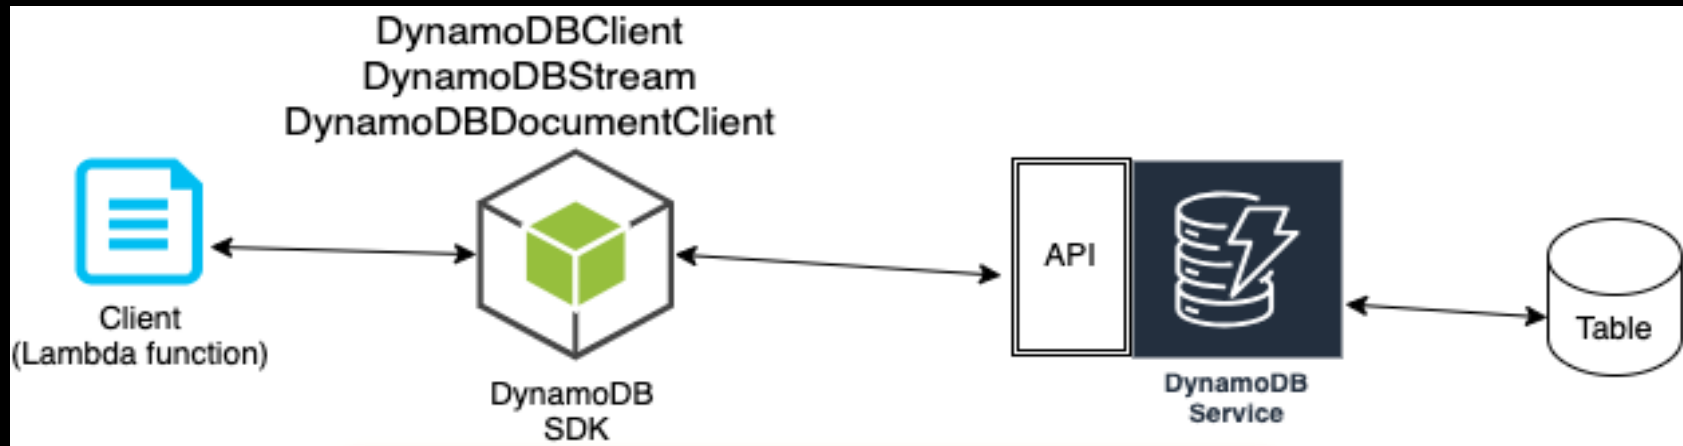 DynamoDBClient
DynamoDBStream
DynamoDBDocumentClient
Client
(Lambda function)
DynamoDB
SDK
API
DynamoDB
Service
Table